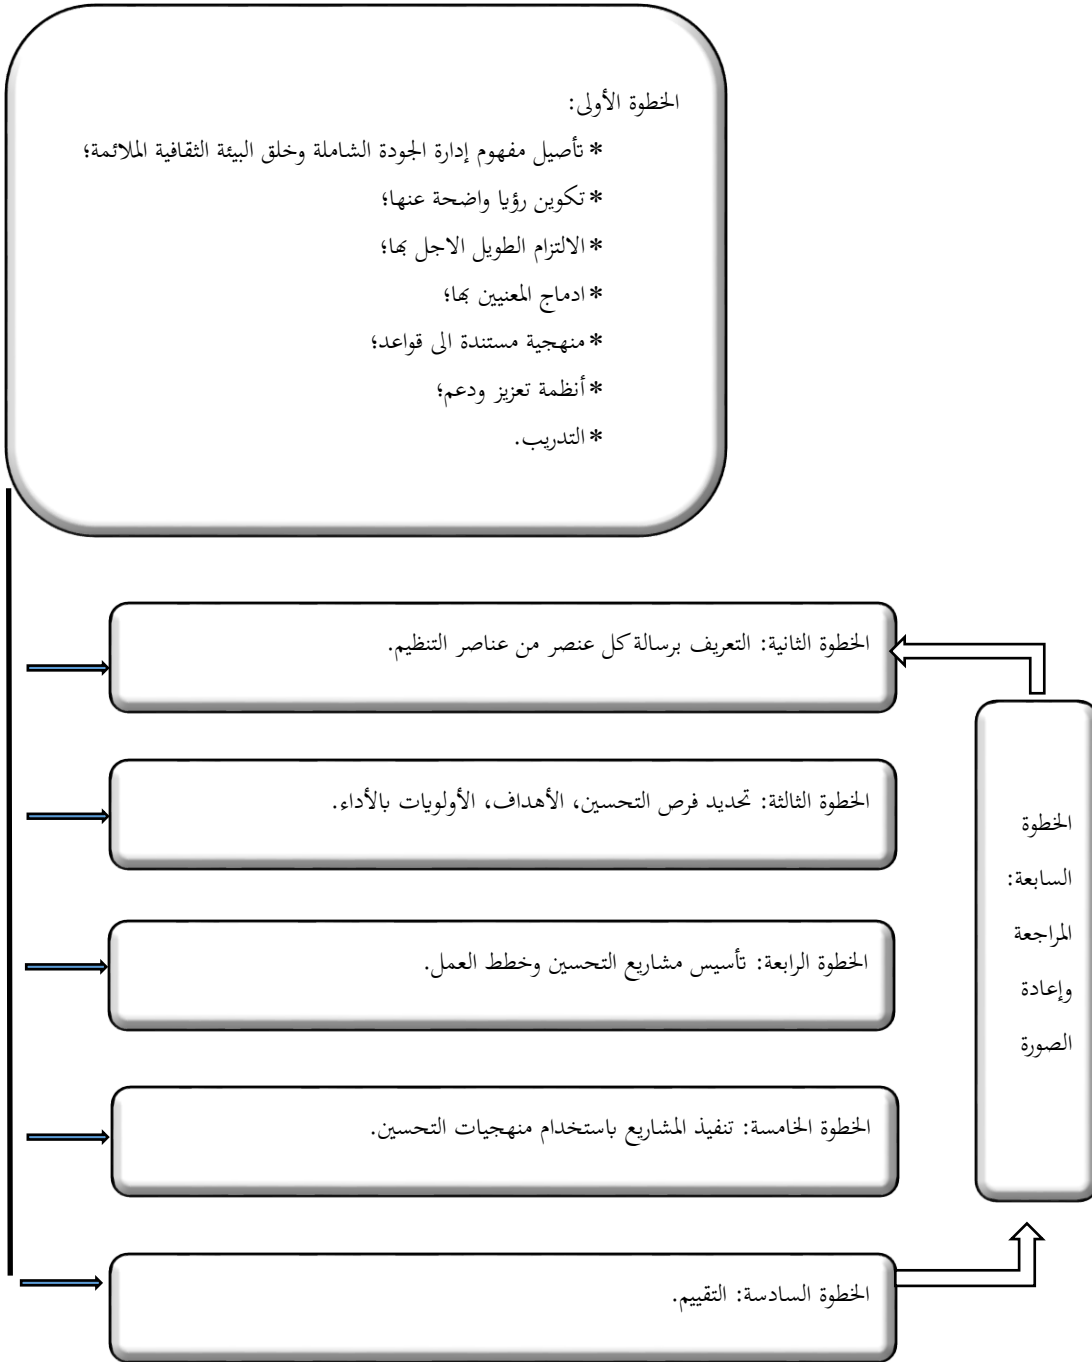 الخطوة الأولى:
* تأصيل مفهوم إدارة الجودة الشاملة وخلق البيئة الثقافية الملائمة؛
* تكوين رؤيا واضحة عنها؛
* الالتزام الطويل الاجل بها؛
* ادماج المعنيين بها؛
* منهجية مستندة الى قواعد؛
* أنظمة تعزيز ودعم؛
* التدريب.
الخطوة الثانية: التعريف برسالة كل عنصر من عناصر التنظيم.
الخطوة الثالثة: تحديد فرص التحسين، الأهداف، الأولويات بالأداء.
الخطوة الرابعة: تأسيس مشاريع التحسين وخطط العمل.
الخطوة الخامسة: تنفيذ المشاريع باستخدام منهجيات التحسين.
الخطوة السادسة: التقييم.
الخطوة
السابعة:
المراجعة
وإعادة
الصورة